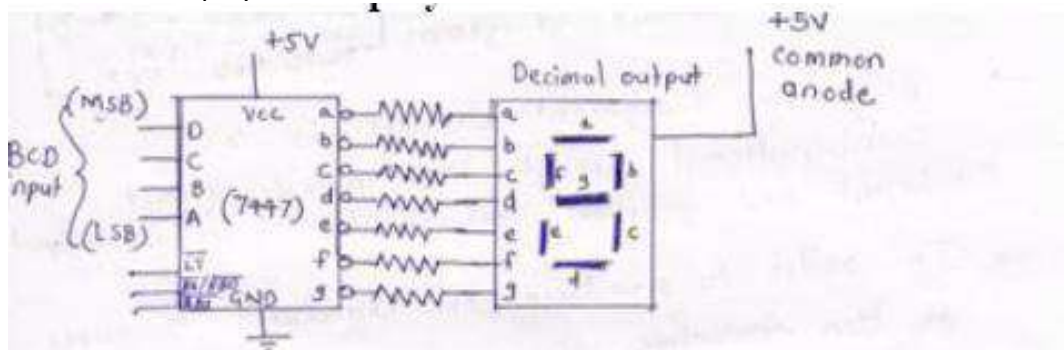 +5V
+5V
common
anode
Decimal output
(MSB)
BCD
input
(LSB)
D
C
B
A
Vcc
(7447)
GND
LT
a
b
c
d
e
f
g
a
b
c
d
e
f
g
a
f
b
g
e
c
d